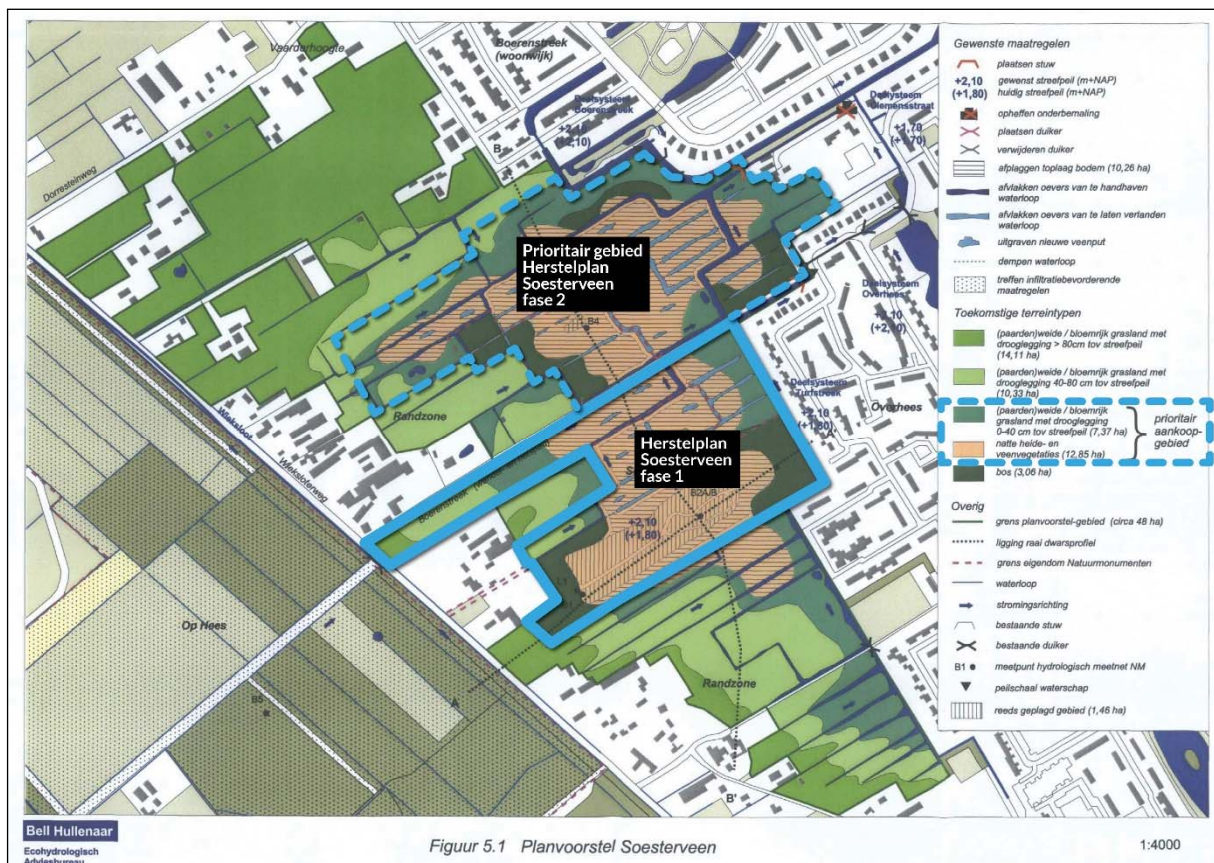 Vaarderhoogte
Boerenstreek
(woonwijk)
Deelsysteem
Boerenstreek
+2,10
(+2,10)
B
Deelsysteem
Clemensstraat
+1,70
(+1,70)
Dorresteinweg
Prioritair gebied
Herstelplan
Soesterveen
fase 2
B4
Deelsysteem
Overhees
+2,10
(+2,10)
Deelsysteem
Turfstreek
+2,10
(+1,80)
Overhees
Randzone
Wieksloot
Wieksloterweg
Boerenstreek
Herstelplan
Soesterveen
fase 1
B2A/B
+2,10
(+1,80)
Op Hees
A
B5
Randzone
B'
Gewenste maatregelen
plaatsen stuw
+2,10 gewenst streefpeil (m+NAP)
(+1,80) huidig streefpeil (m+NAP)
opheffen onderbemaling
plaatsen duiker
verwijderen duiker
afplaggen toplaag bodem (10,26 ha)
afvlakken oevers van te handhaven
waterloop
afvlakken oevers van te laten verlanden
waterloop
uitgraven nieuwe veenput
dempen waterloop
treffen infiltratiebevorderende
maatregelen
Toekomstige terreintypen
(paarden)weide / bloemrijk grasland met
drooglegging > 80cm tov streefpeil
(14,11 ha)
(paarden)weide / bloemrijk grasland met
drooglegging 40-80 cm tov streefpeil
(10,33 ha)
(paarden)weide / bloemrijk
grasland met drooglegging
0-40 cm tov streefpeil (7,37 ha)
natte heide- en
veenvegetaties (12,85 ha)
prioritair
aankoop-
gebied
bos (3,06 ha)
Overig
grens planvoorstel-gebied (circa 48 ha)
ligging raai dwarsprofiel
grens eigendom Natuurmonumenten
waterloop
stromingsrichting
bestaande stuw
bestaande duiker
B1 meetpunt hydrologisch meetnet NM
peilschaal waterschap
reeds geplagd gebied (1,46 ha)
Bell Hullenaar
Ecohydrologisch
Adviesbureau
Figuur 5.1 Planvoorstel Soesterveen
1:4000